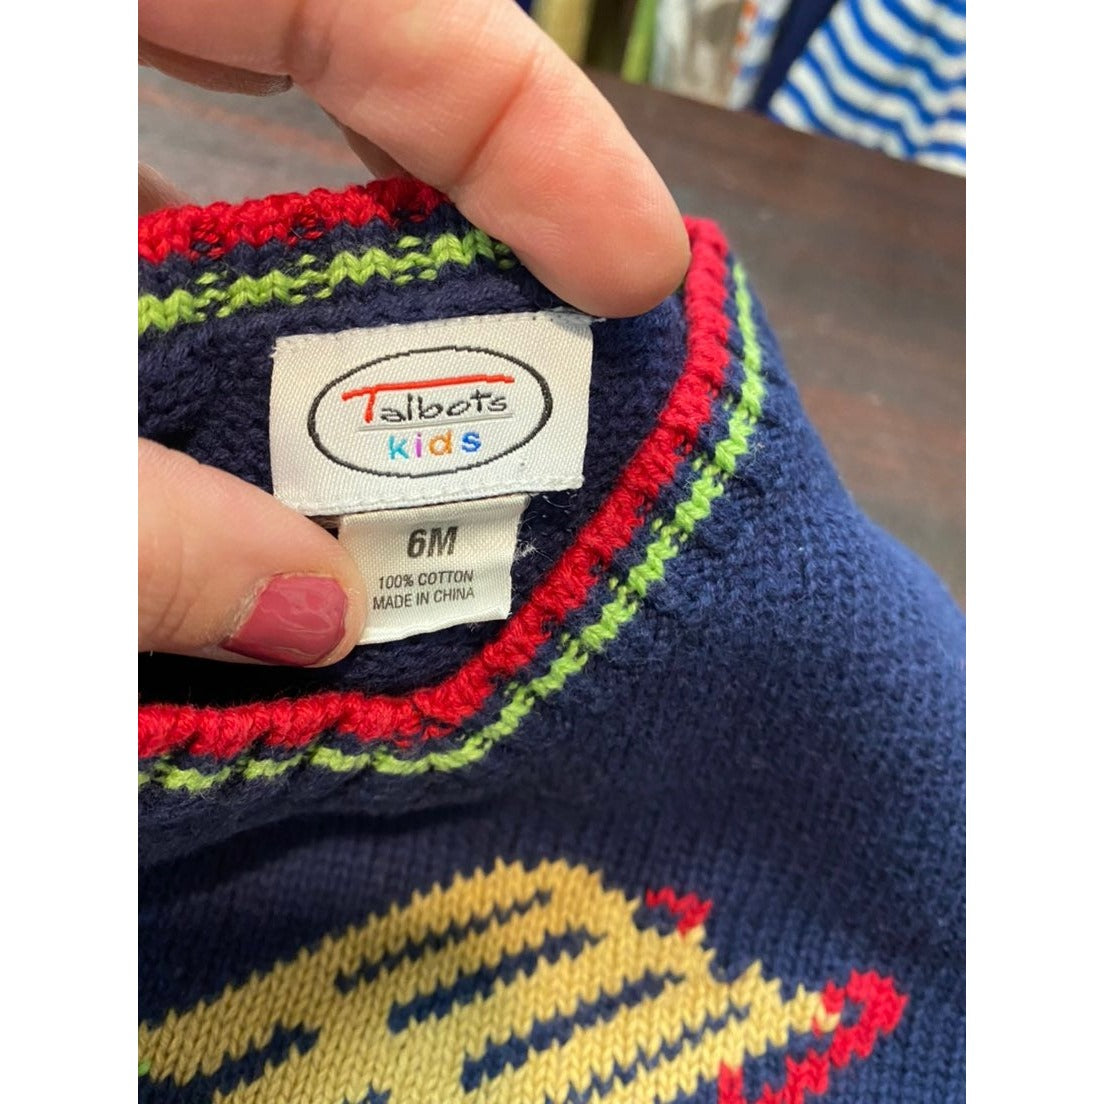 Talbots
kids
6M
100% COTTON
MADE IN CHINA